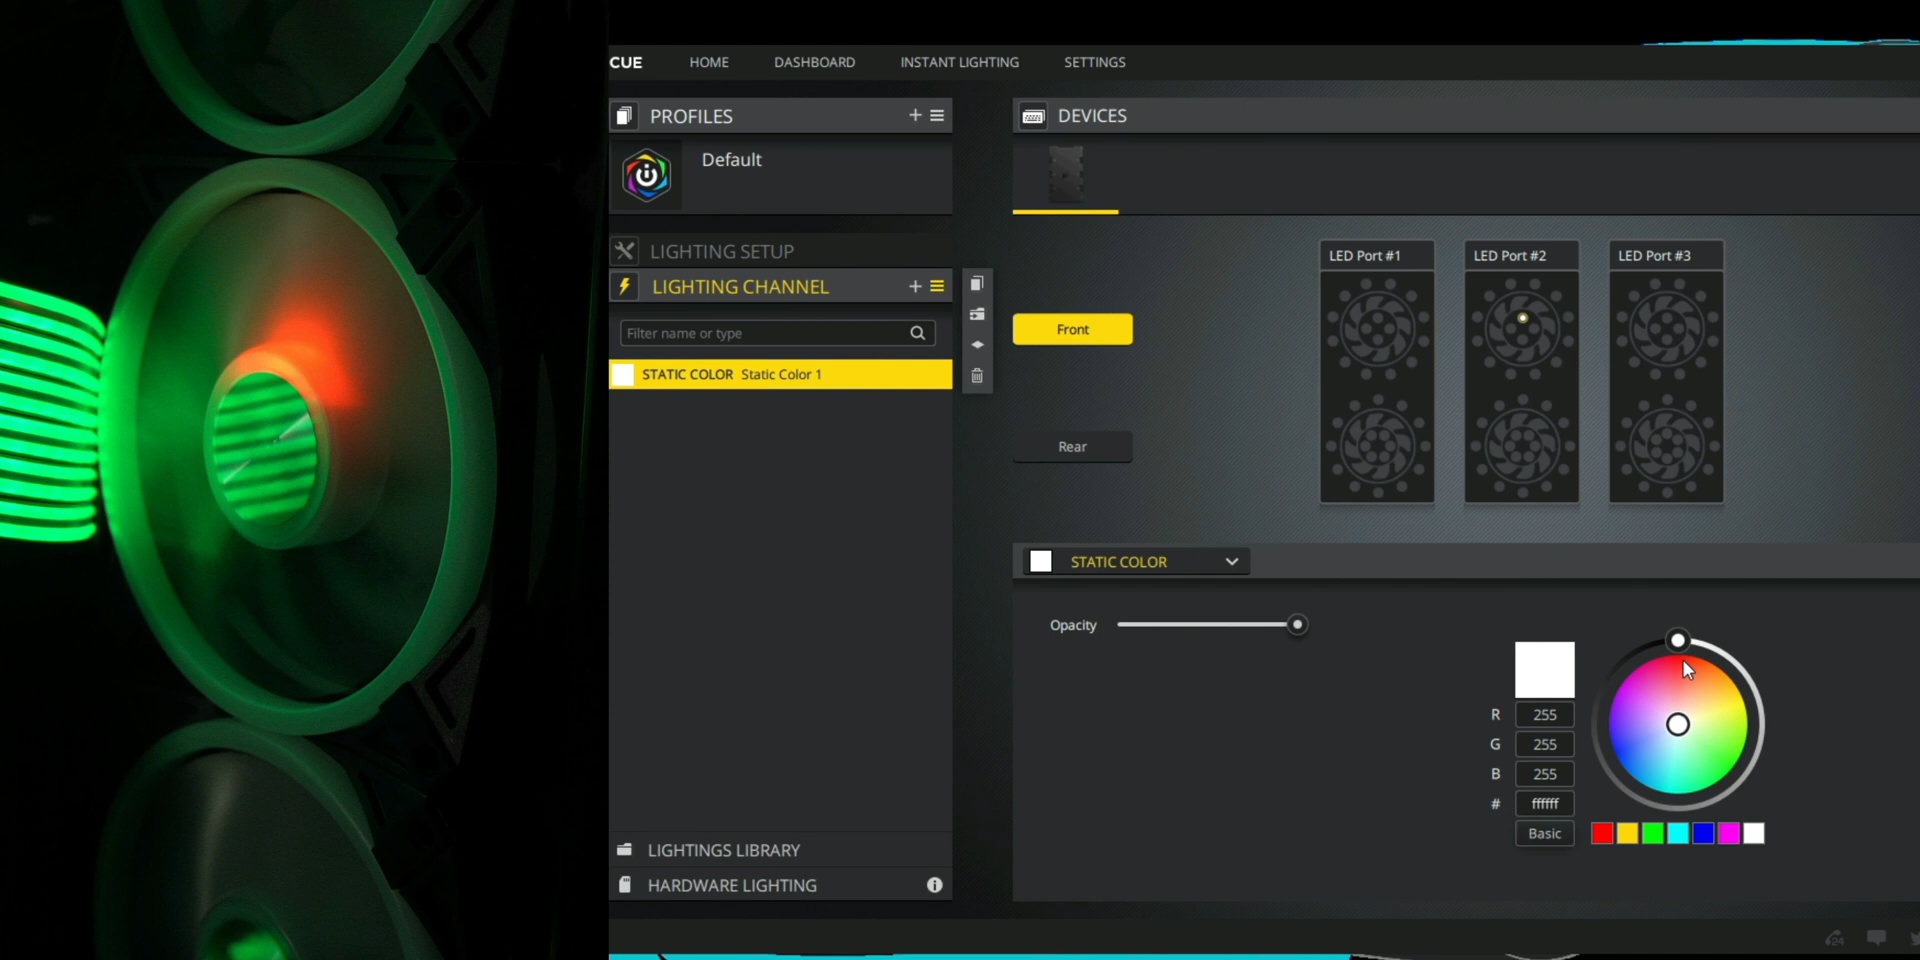 CUE HOME DASHBOARD INSTANT LIGHTING SETTINGS
PROFILES
Default
LIGHTING SETUP
LIGHTING CHANNEL
Filter name or type
STATIC COLOR Static Color 1
LIGHTINGS LIBRARY
HARDWARE LIGHTING
DEVICES
LED Port #1 LED Port #2 LED Port #3
Front
Rear
STATIC COLOR
Opacity
R 255
G 255
B 255
# ffffff
Basic
24